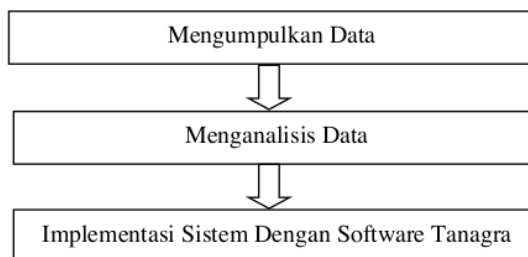 Mengumpulkan Data
Menganalisis Data
Implementasi Sistem Dengan Software Tanagra